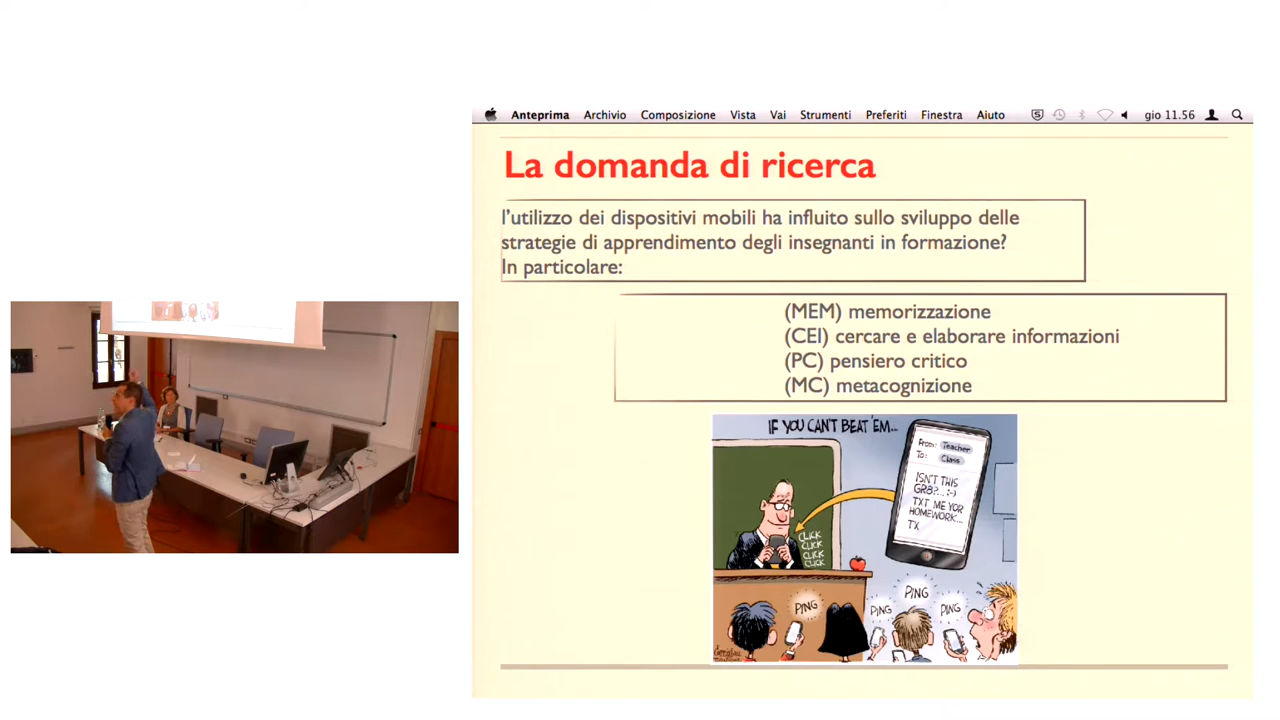 Anteprima Archivio Composizione Vista Vai Strumenti Preferiti Finestra Aiuto gio 11.56
La domanda di ricerca
l'utilizzo dei dispositivi mobili ha influito sullo sviluppo delle
strategie di apprendimento degli insegnanti in formazione?
In particolare:
(MEM) memorizzazione
(CEI) cercare e elaborare informazioni
(PC) pensiero critico
(MC) metacognizione
IF YOU CAN'T BEAT 'EM...
From: Teacher
To: Class
ISN'T THIS
GR8?... :-)
TXT ME YOR
HOMEWORK...
TX
CLICK
CLICK
CLICK
CLICK
PING
PING
PING
PING